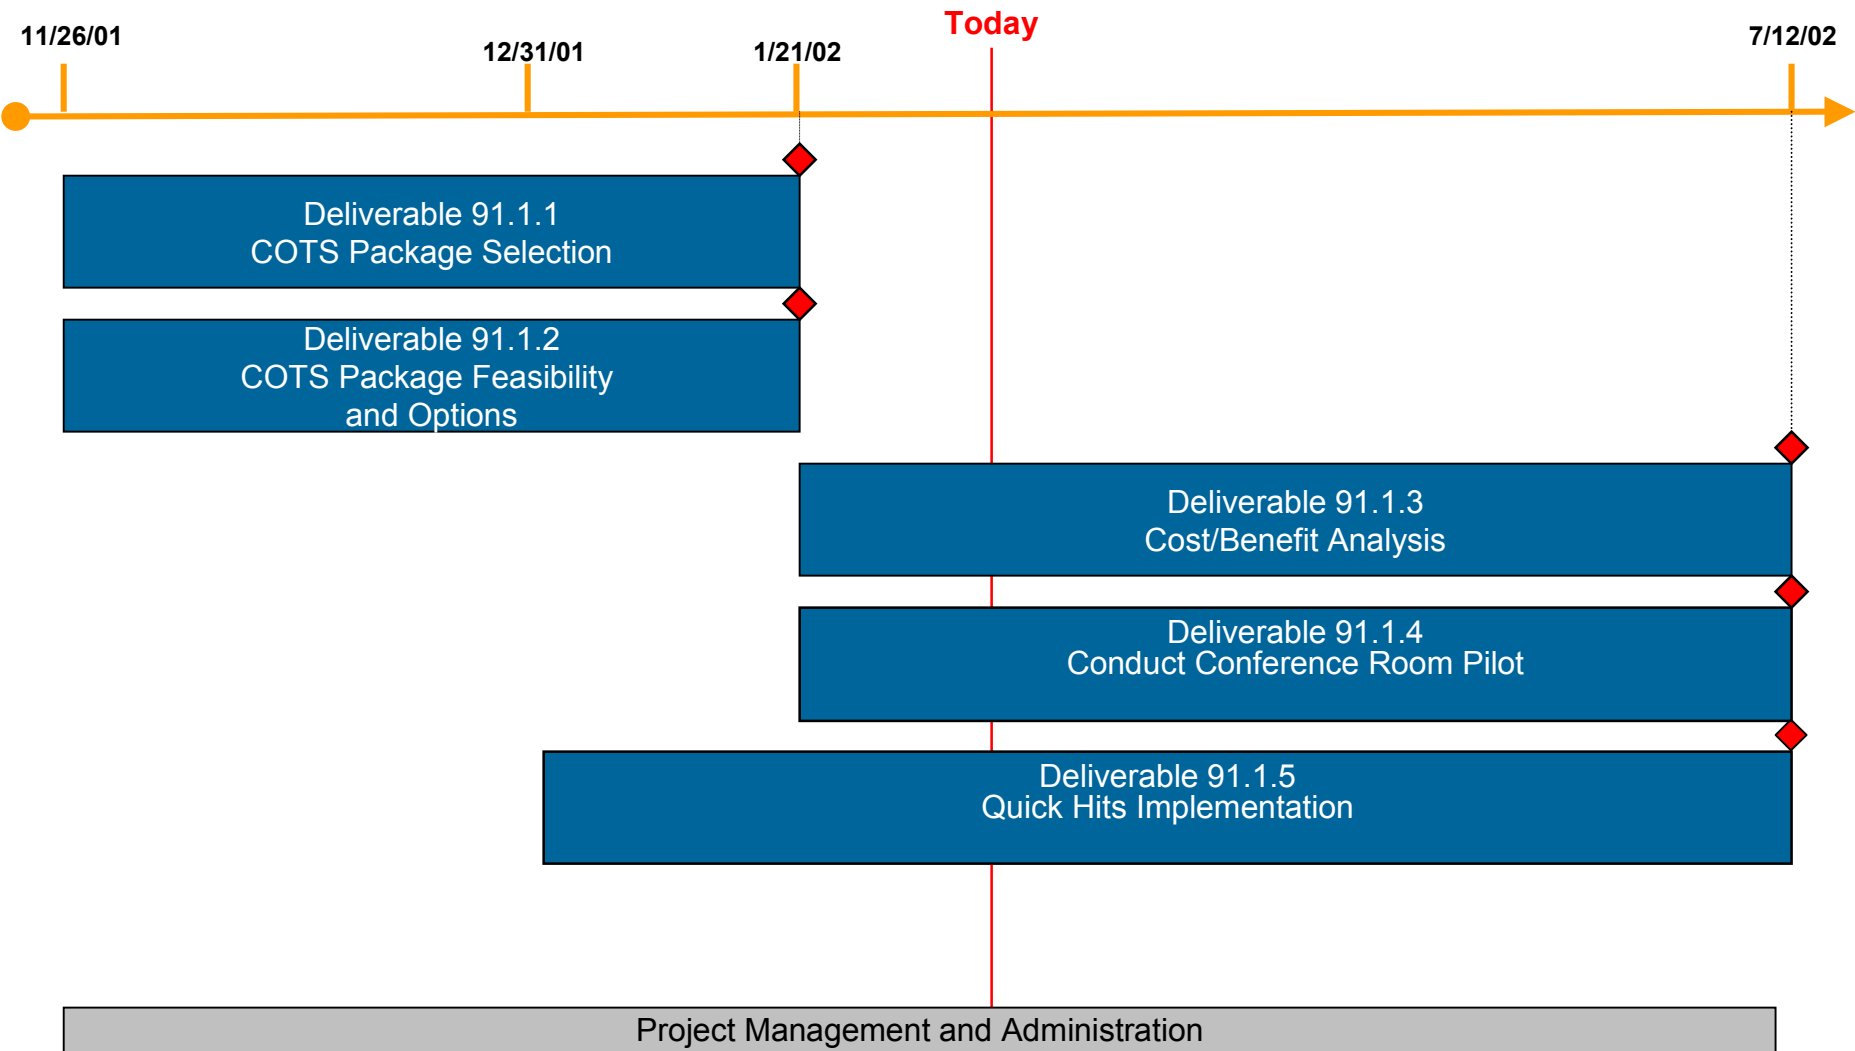 Today
11/26/01
12/31/01
1/21/02
7/12/02
Deliverable 91.1.1
COTS Package Selection
Deliverable 91.1.2
COTS Package Feasibility
and Options
Deliverable 91.1.3
Cost/Benefit Analysis
Deliverable 91.1.4
Conduct Conference Room Pilot
Deliverable 91.1.5
Quick Hits Implementation
Project Management and Administration